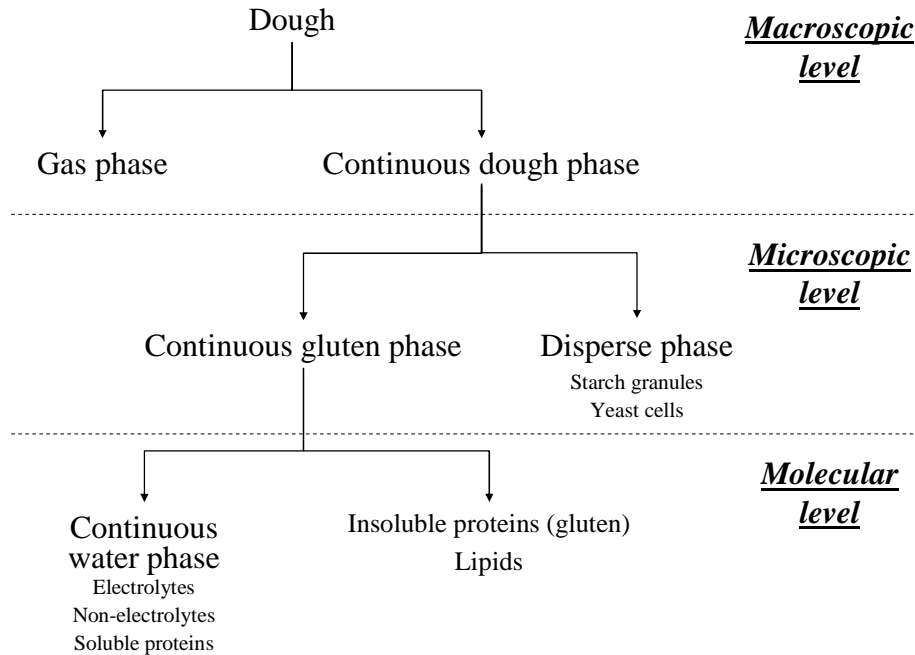 Dough
Macroscopic
level
Gas phase
Continuous dough phase
Microscopic
level
Continuous gluten phase
Disperse phase
Starch granules
Yeast cells
Molecular
level
Continuous
water phase
Electrolytes
Non-electrolytes
Soluble proteins
Insoluble proteins (gluten)
Lipids